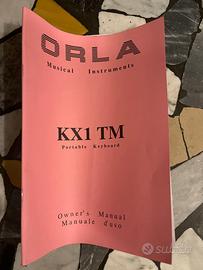 ORLA
Musical Instruments
KX1 TM
Portable Keyboard
Owner's Manual
Manuale d'uso
SUBITO